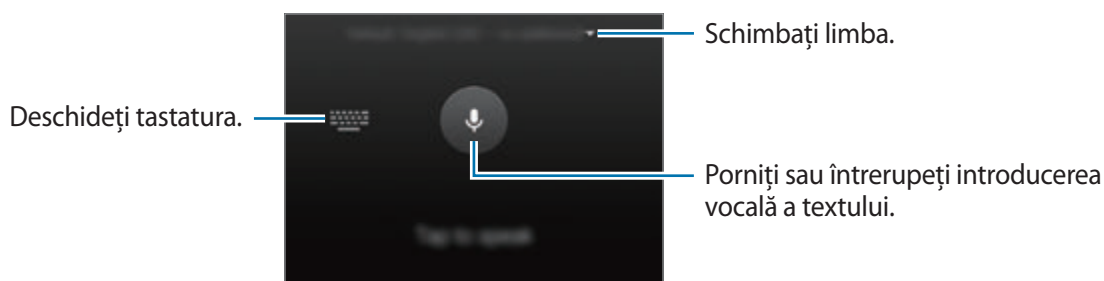 Schimbați limba.
Deschideți tastatura.
Porniți sau întrerupeți introducerea
vocală a textului.
Tap to speak